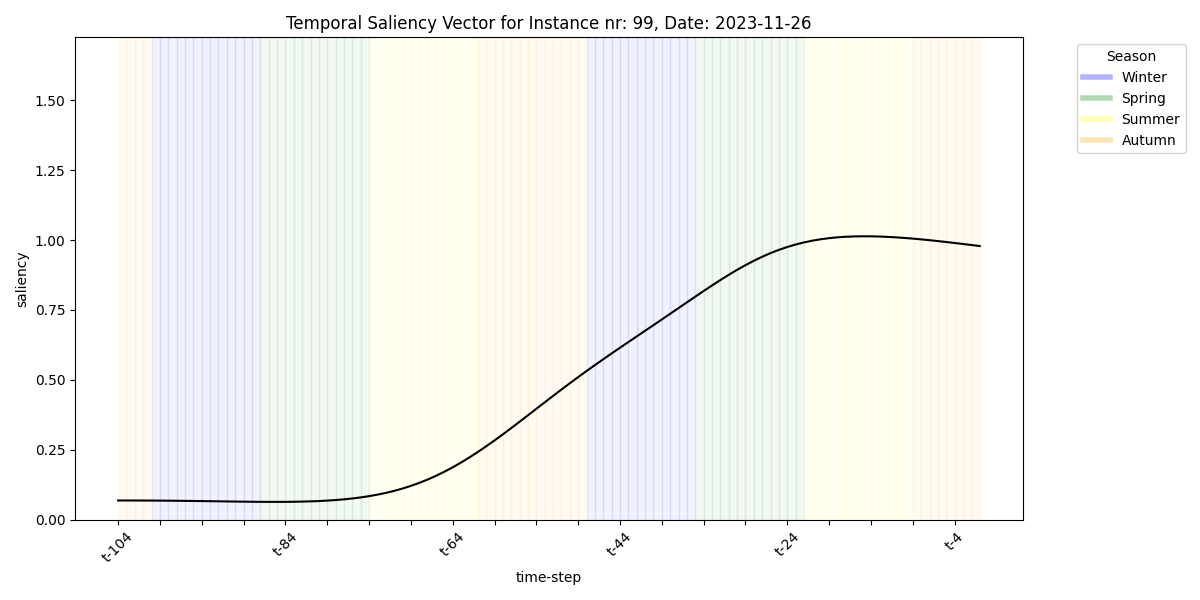 Temporal Saliency Vector for Instance nr: 99, Date: 2023-11-26
Season
Winter
Spring
Summer
Autumn
saliency
1.50
1.25
1.00
0.75
0.50
0.25
0.00
t-104
t-84
t-64
t-44
t-24
t-4
time-step